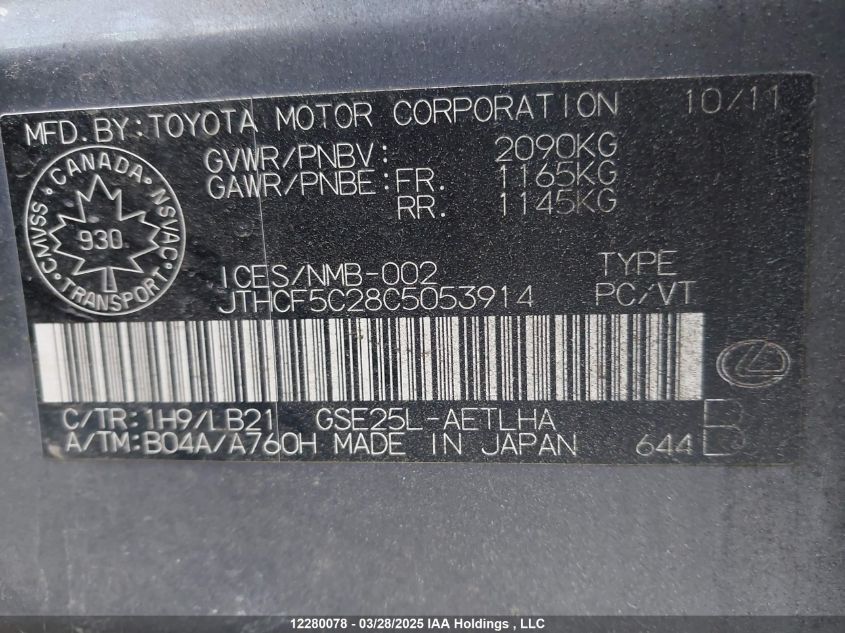 MFD. BY: TOYOTA MOTOR CORPORATION 10/11
GVWR/PNBV: 2090KG
GAWR/PNBE: FR. 1165KG
RR. 1145KG
CANADA
CMVSS NSVAC
930
TRANSPORT
ICES/NMB-002 TYPE
JTHCF5C28C5053914 PC/VT
C/TR: 1H9/LB21 GSE25L-AETLHA
A/TM: B04A/A760H MADE IN JAPAN 644 B
12280078 - 03/28/2025 IAA Holdings , LLC